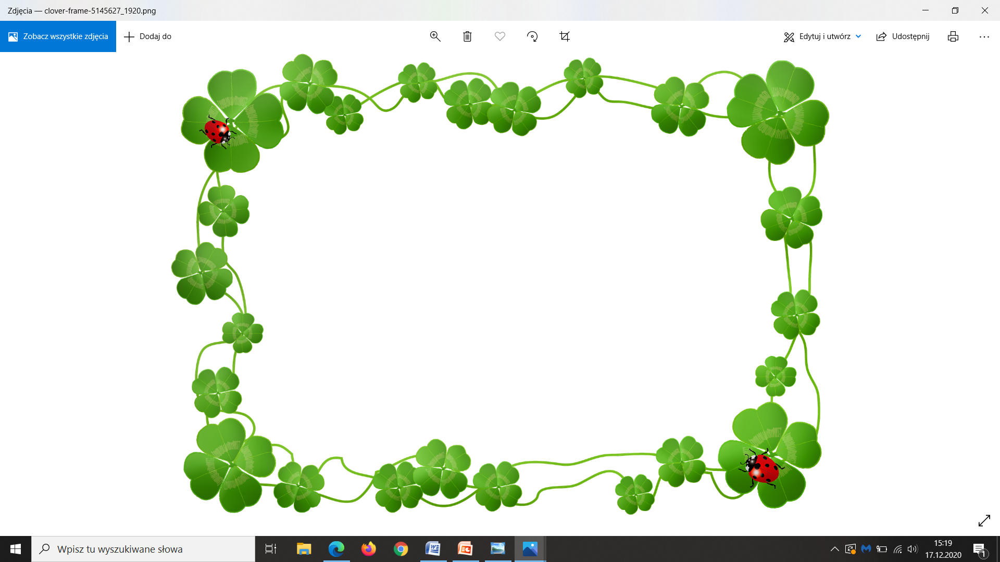 Zdjęcia — clover-frame-5145627_1920.png
Zobacz wszystkie zdjęcia
Dodaj do
Edytuj i utwórz
Udostępnij
Wpisz tu wyszukiwane słowa
15:19
17.12.2020
1